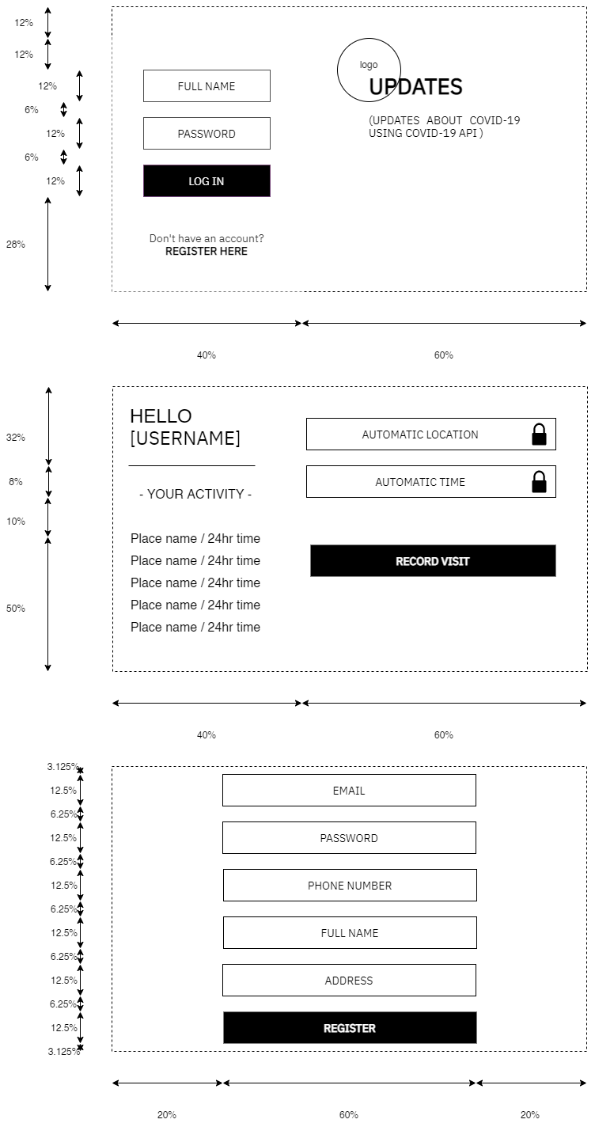 12%
12%
12%
6%
12%
6%
12%
28%
FULL NAME
PASSWORD
LOG IN
Don't have an account?
REGISTER HERE
logo
UPDATES
(UPDATES ABOUT COVID-19
USING COVID-19 API )
40%
60%
32%
8%
10%
50%
HELLO
[USERNAME]
- YOUR ACTIVITY -
Place name / 24hr time
Place name / 24hr time
Place name / 24hr time
Place name / 24hr time
Place name / 24hr time
AUTOMATIC LOCATION
AUTOMATIC TIME
RECORD VISIT
40%
60%
3.125%
12.5%
6.25%
12.5%
6.25%
12.5%
6.25%
12.5%
6.25%
12.5%
6.25%
12.5%
3.125%
EMAIL
PASSWORD
PHONE NUMBER
FULL NAME
ADDRESS
REGISTER
20%
60%
20%